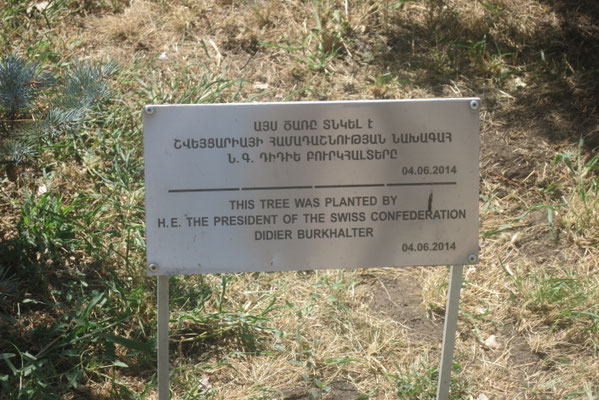 ԱՅՍ ԾԱՌԸ ՏՆԿԵԼ Է
ՇՎԵՅՑԱՐԻԱՅԻ ՀԱՄԱԴԱՇՆՈՒԹՅԱՆ ՆԱԽԱԳԱՀ
Ն.Գ. ԴԻԴԻԵ ԲՈՒՐԿՀԱԼՏԵՐԸ
04.06.2014
THIS TREE WAS PLANTED BY
H.E. THE PRESIDENT OF THE SWISS CONFEDERATION
DIDIER BURKHALTER
04.06.2014